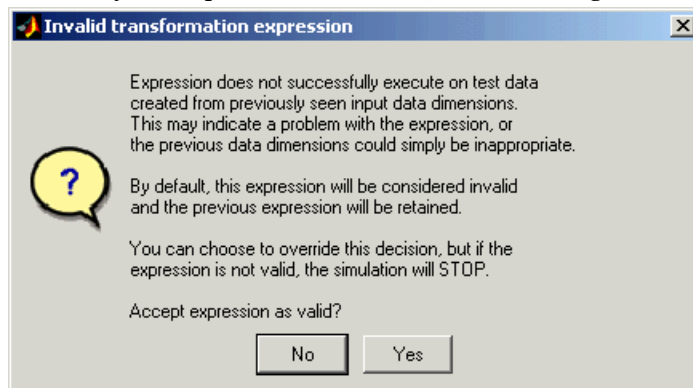 Invalid transformation expression
Expression does not successfully execute on test data
created from previously seen input data dimensions.
This may indicate a problem with the expression, or
the previous data dimensions could simply be inappropriate.
By default, this expression will be considered invalid
and the previous expression will be retained.
You can choose to override this decision, but if the
expression is not valid, the simulation will STOP.
Accept expression as valid?
No Yes